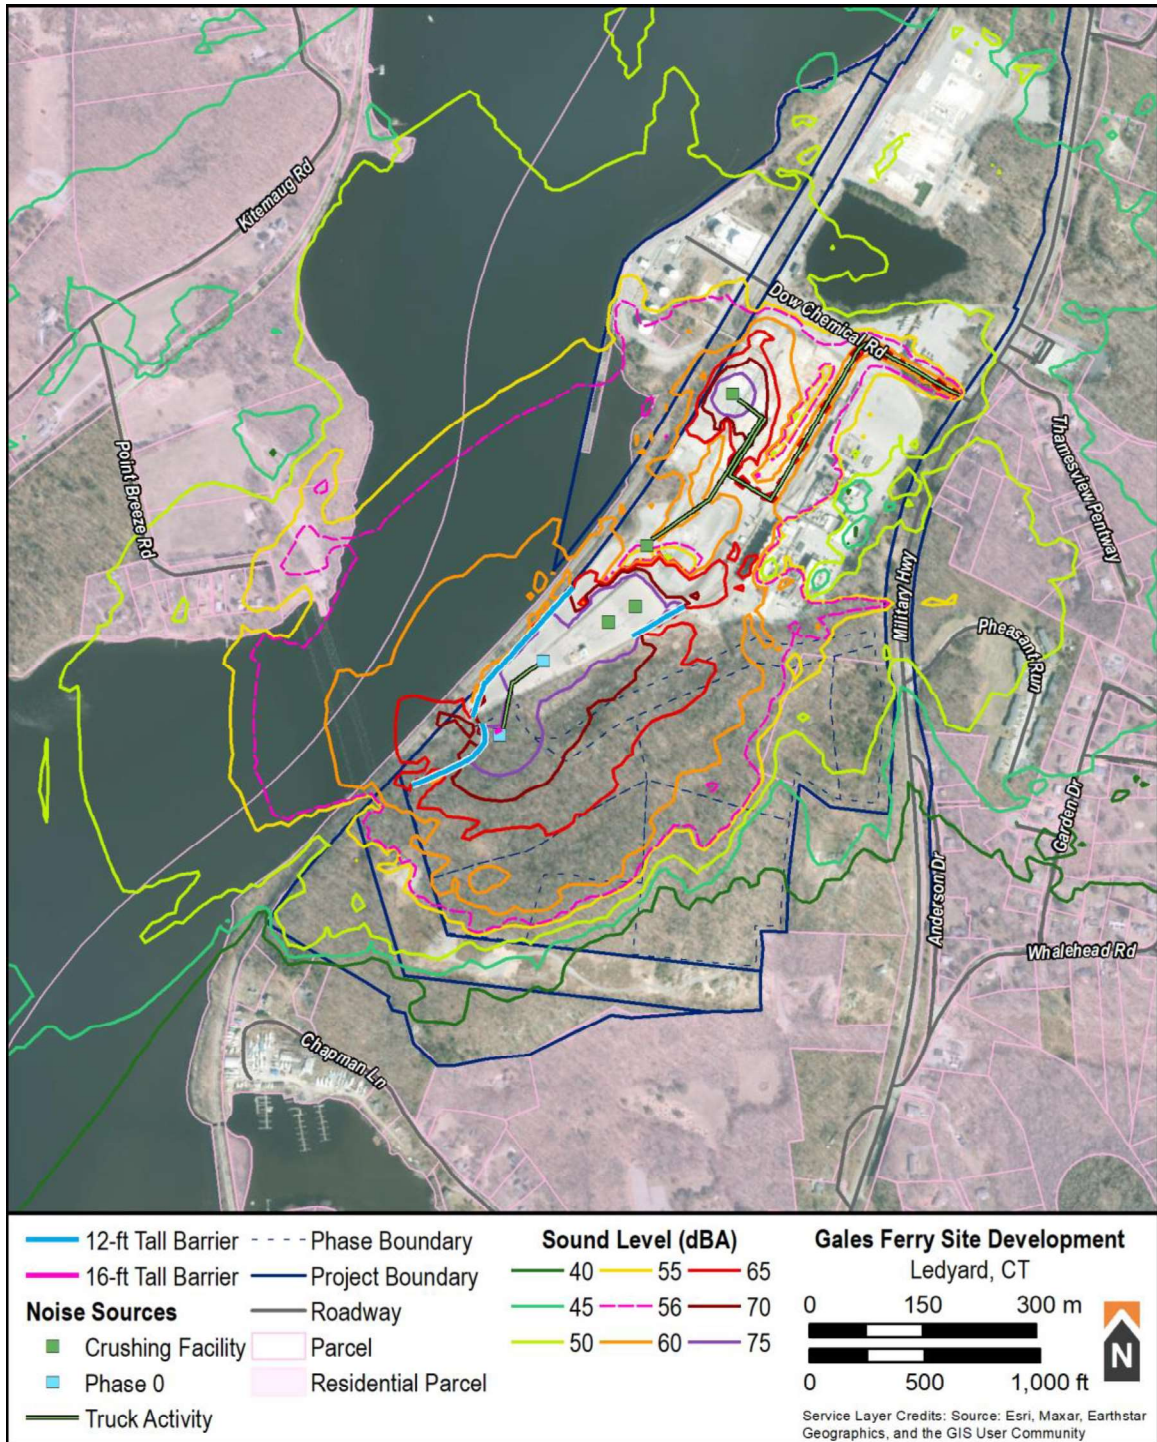 Kitemaug Rd
Dow Chemical Rd
Point Breeze Rd
Thamesview Pentway
Military Hwy
Pheasant Run
Garden Dr
Anderson Dr
Whalehead Rd
Chapman Ln
12-ft Tall Barrier
16-ft Tall Barrier
Noise Sources
Crushing Facility
Phase 0
Truck Activity
Phase Boundary
Project Boundary
Roadway
Parcel
Residential Parcel
Sound Level (dBA)
40 55 65
45 56 70
50 60 75
Gales Ferry Site Development
Ledyard, CT
0 150 300 m
0 500 1,000 ft
N
Service Layer Credits: Source: Esri, Maxar, Earthstar
Geographics, and the GIS User Community